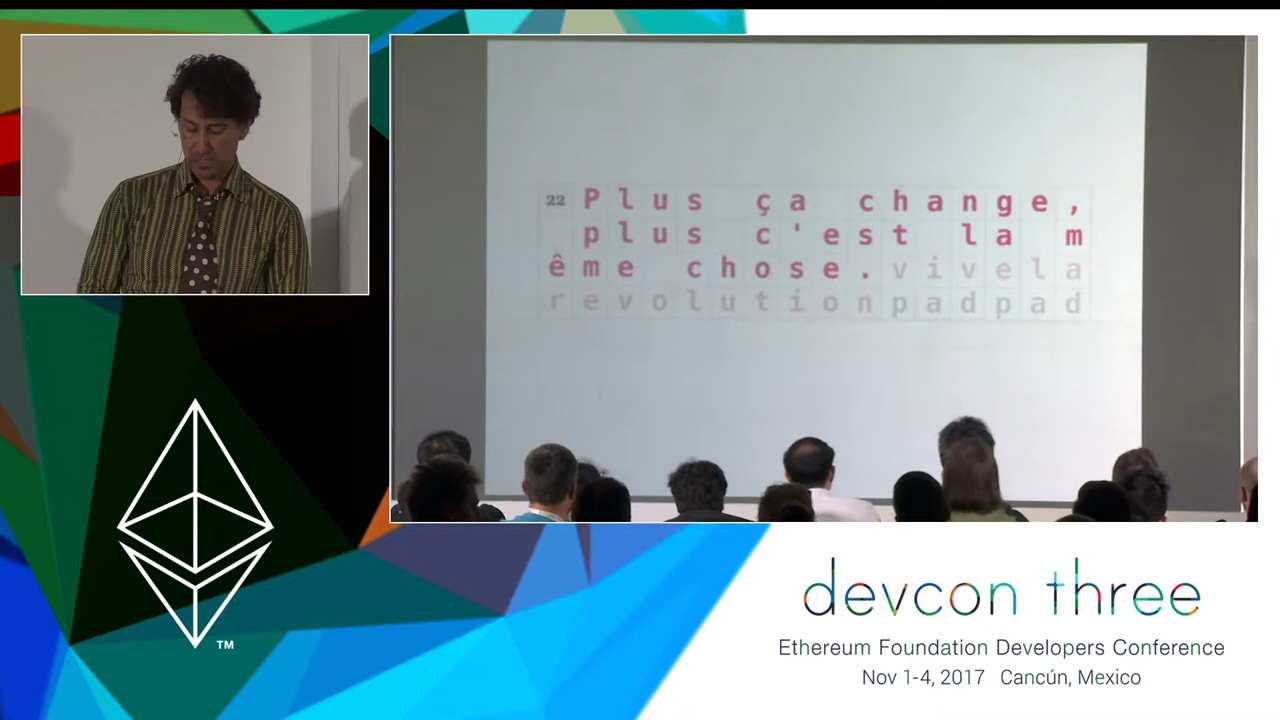 22 Plus ça change,
plus c'est la m
ême chose.vivela
revolutionpadpad
TM
devcon three
Ethereum Foundation Developers Conference
Nov 1-4, 2017 Cancún, Mexico